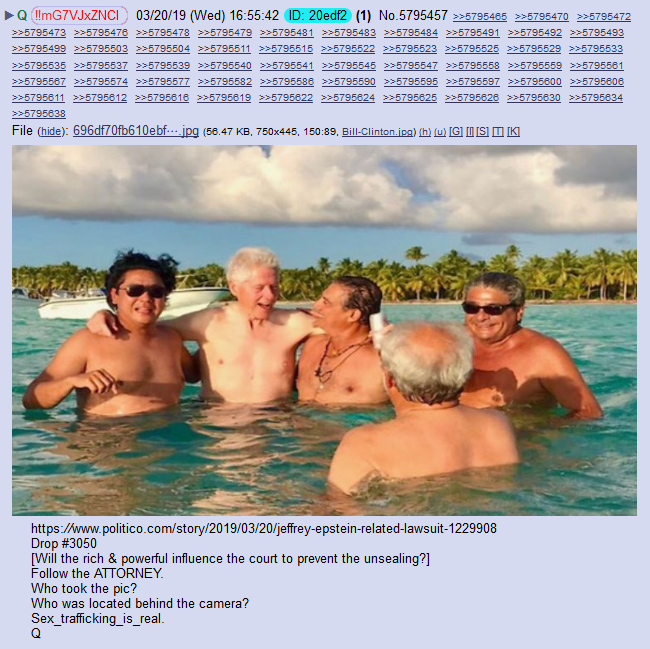 ▶ Q !!mG7VJxZNCI 03/20/19 (Wed) 16:55:42 ID: 20edf2 (1) No.5795457 >>5795465 >>5795470 >>5795472
>>5795473 >>5795476 >>5795478 >>5795479 >>5795481 >>5795483 >>5795484 >>5795491 >>5795492 >>5795493
>>5795499 >>5795503 >>5795504 >>5795511 >>5795515 >>5795522 >>5795523 >>5795525 >>5795529 >>5795533
>>5795535 >>5795537 >>5795539 >>5795540 >>5795541 >>5795545 >>5795547 >>5795558 >>5795559 >>5795561
>>5795567 >>5795574 >>5795577 >>5795582 >>5795586 >>5795590 >>5795595 >>5795597 >>5795600 >>5795606
>>5795611 >>5795612 >>5795616 >>5795619 >>5795622 >>5795624 >>5795625 >>5795626 >>5795630 >>5795634
>>5795638
File (hide): 696df70fb610ebf⋯.jpg (56.47 KB, 750x445, 150:89, Bill-Clinton.jpg) (h) (u) [G] [I] [S] [T] [K]
https://www.politico.com/story/2019/03/20/jeffrey-epstein-related-lawsuit-1229908
Drop #3050
[Will the rich & powerful influence the court to prevent the unsealing?]
Follow the ATTORNEY.
Who took the pic?
Who was located behind the camera?
Sex_trafficking_is_real.
Q